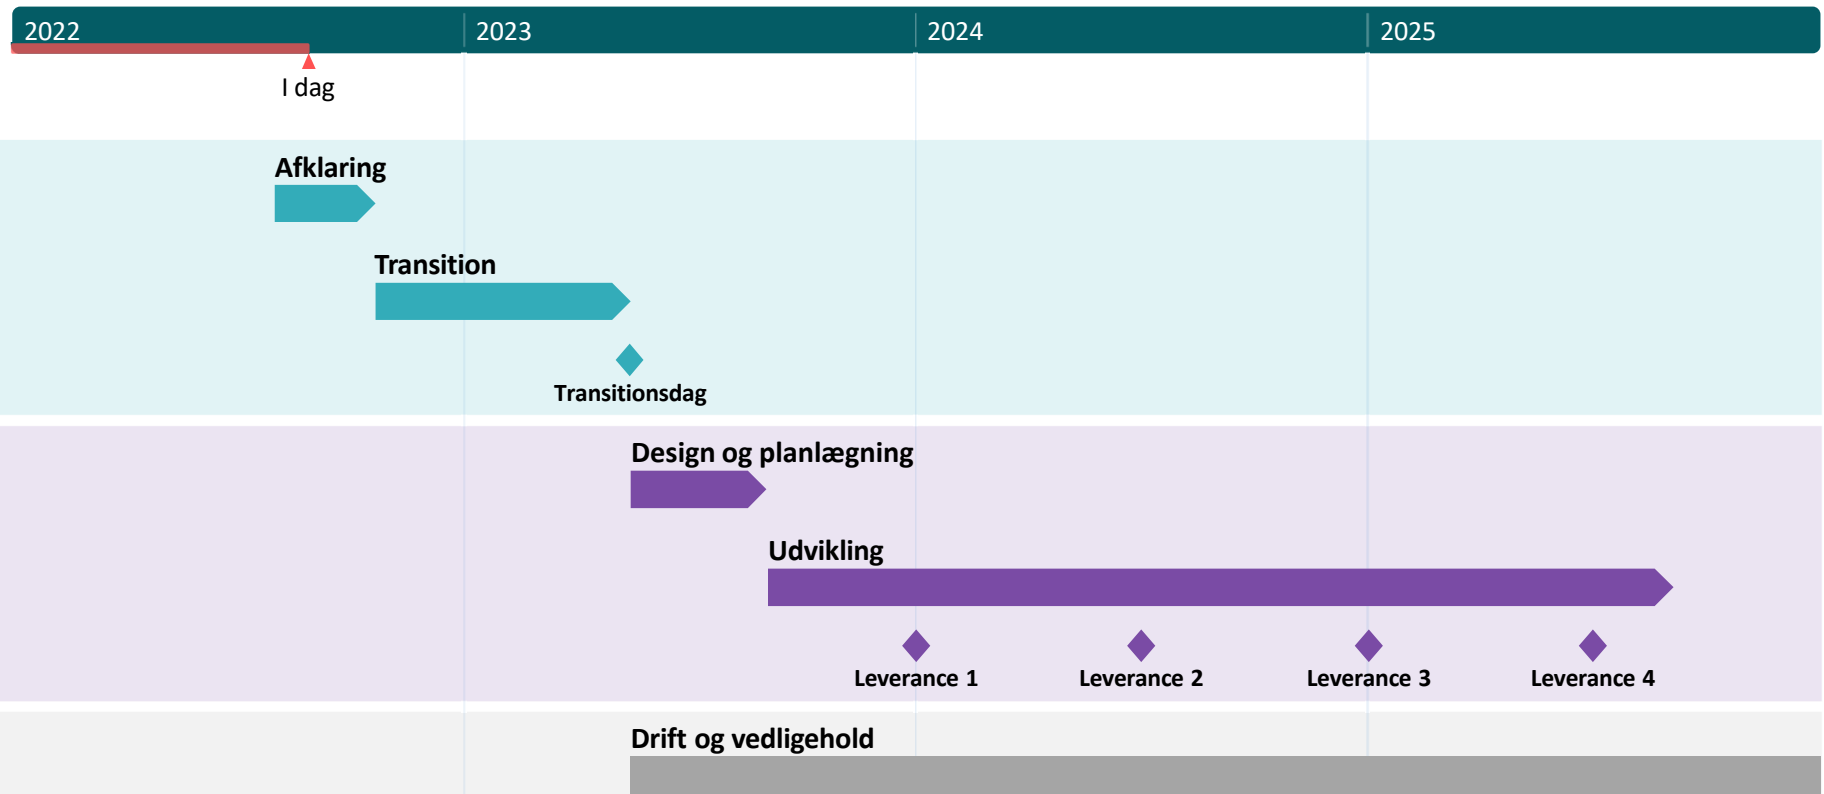 2022
2023
2024
2025
I dag
Afklaring
Transition
Transitionsdag
Design og planlægning
Udvikling
Leverance 1
Leverance 2
Leverance 3
Leverance 4
Drift og vedligehold